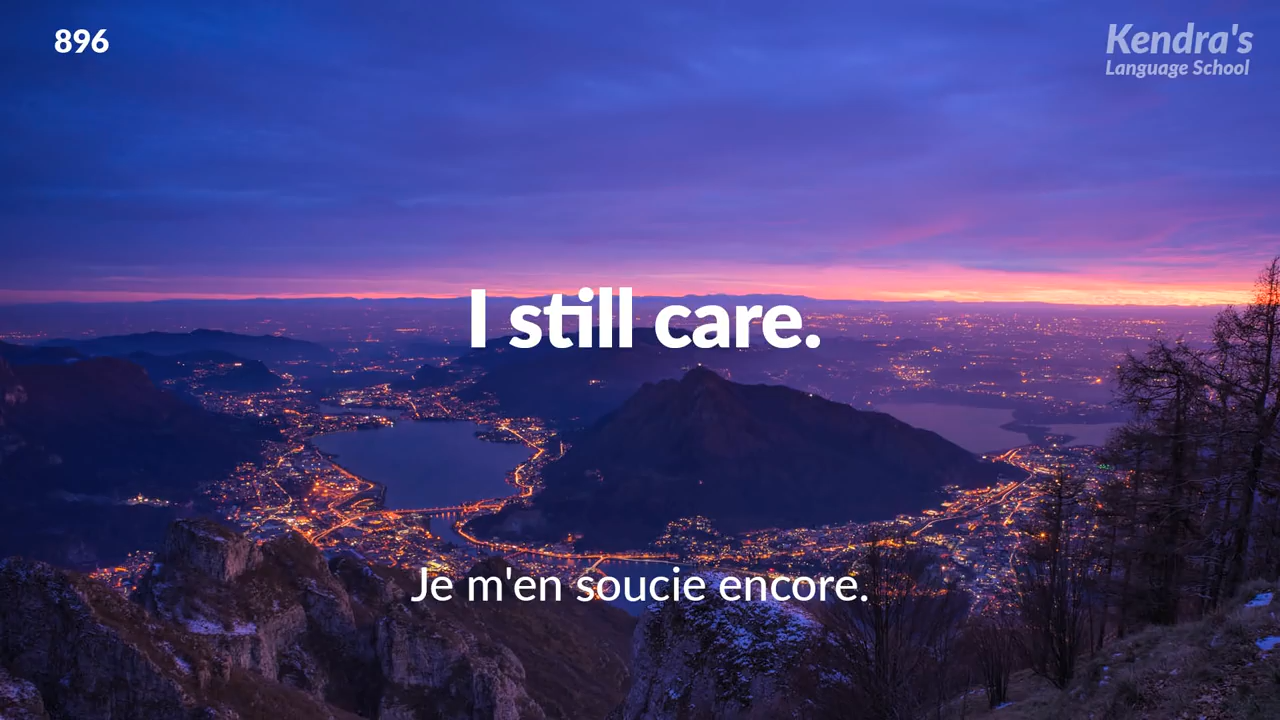 896
Kendra's
Language School
I still care.
Je m'en soucie encore.